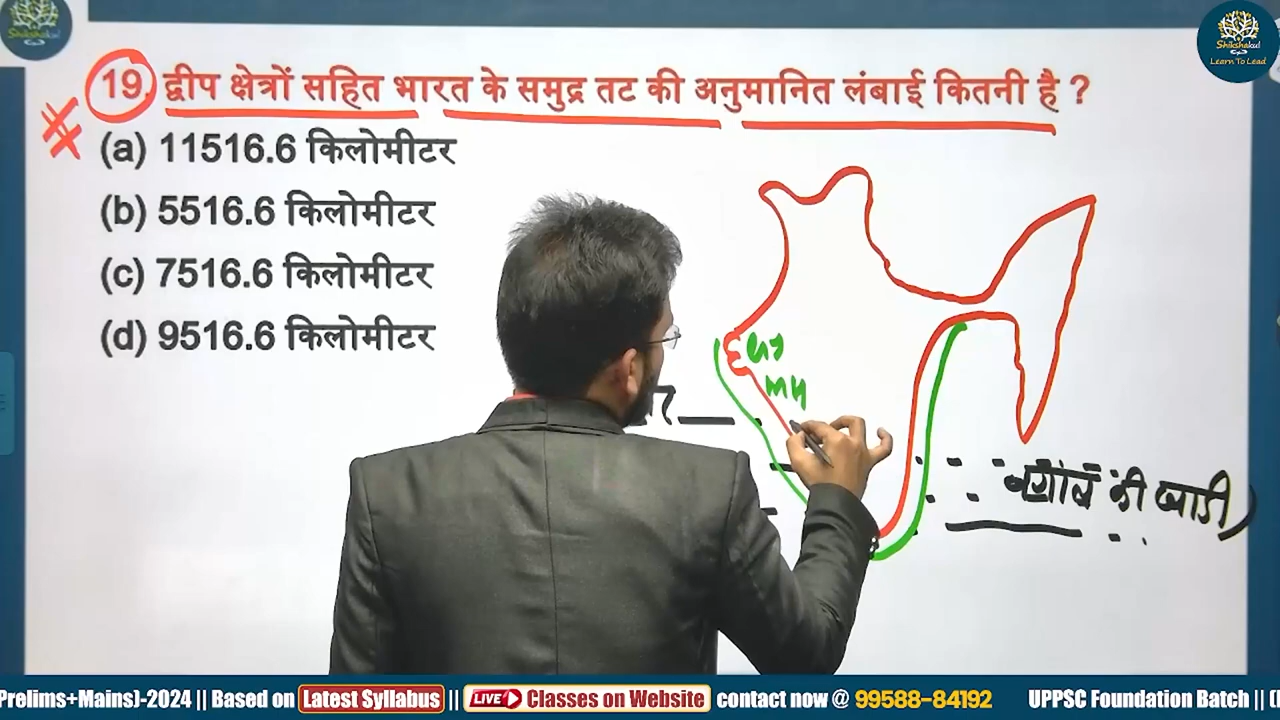 Shikshakul
Shikshakul
Learn To Lead
19. द्वीप क्षेत्रों सहित भारत के समुद्र तट की अनुमानित लंबाई कितनी है ?
(a) 11516.6 किलोमीटर
(b) 5516.6 किलोमीटर
(c) 7516.6 किलोमीटर
(d) 9516.6 किलोमीटर
की खाड़ी
Prelims+Mains)-2024 || Based on Latest Syllabus || LIVE Classes on Website contact now @ 99588-84192 UPPSC Foundation Batch ||